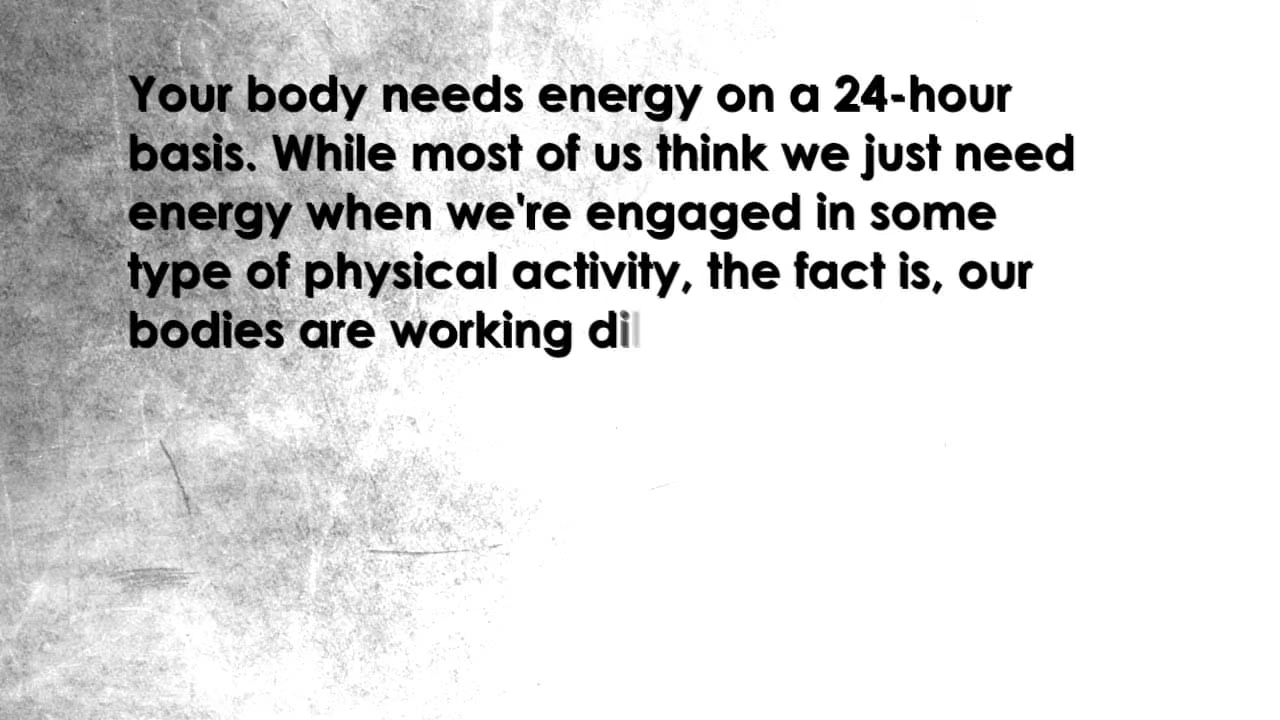 Your body needs energy on a 24-hour
basis. While most of us think we just need
energy when we're engaged in some
type of physical activity, the fact is, our
bodies are working dil